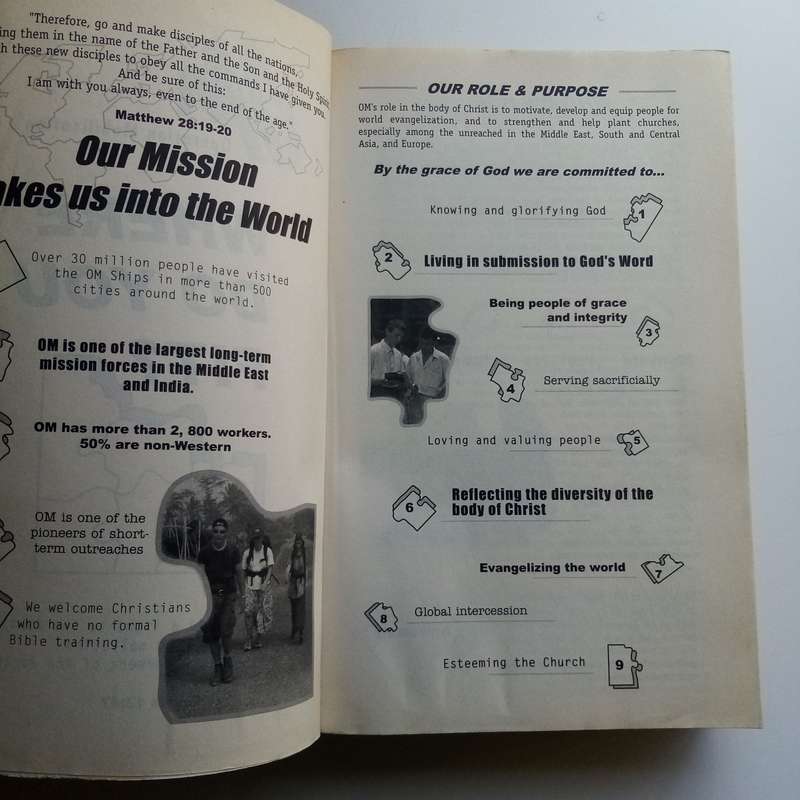 "Therefore, go and make disciples of all the nations,
ing them in the name of the Father and the Son and the Holy Spirit
these new disciples to obey all the commands I have given you.
And be sure of this:
I am with you always, even to the end of the age."
Matthew 28:19-20
Our Mission
akes us into the World
Over 30 million people have visited
the OM Ships in more than 500
cities around the world.
OM is one of the largest long-term
mission forces in the Middle East
and India.
OM has more than 2, 800 workers.
50% are non-Western
OM is one of the
pioneers of short-
term outreaches
We welcome Christians
who have no formal
Bible training.
OUR ROLE & PURPOSE
OM's role in the body of Christ is to motivate, develop and equip people for
world evangelization, and to strengthen and help plant churches,
especially among the unreached in the Middle East, South and Central
Asia, and Europe.
By the grace of God we are committed to...
Knowing and glorifying God 1
2 Living in submission to God's Word
Being people of grace
and integrity 3
4 Serving sacrificially
Loving and valuing people 5
6 Reflecting the diversity of the
body of Christ
Evangelizing the world 7
8 Global intercession
Esteeming the Church 9